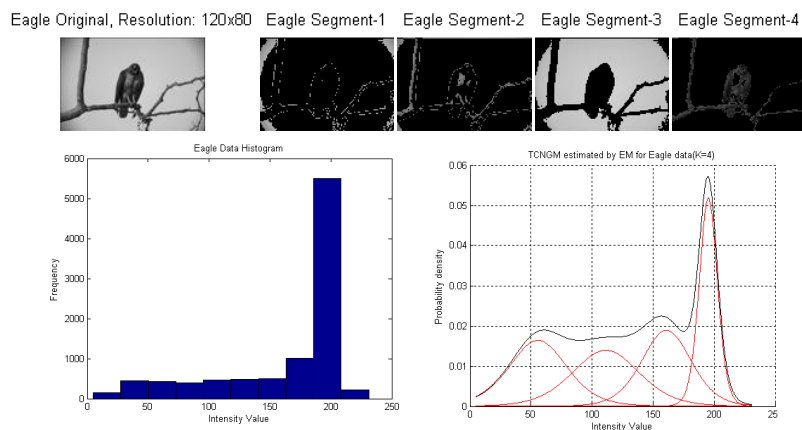 Eagle Original, Resolution: 120x80
Eagle Segment-1
Eagle Segment-2
Eagle Segment-3
Eagle Segment-4
Eagle Data Histogram
6000
5000
4000
3000
2000
1000
0
Frequency
0
50
100
150
200
250
Intensity Value
TCNGM estimated by EM for Eagle data(K=4)
0.06
0.05
0.04
0.03
0.02
0.01
0
Probability density
0
50
100
150
200
25
Intensity Value